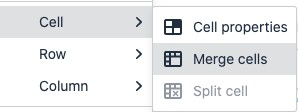 Cell
Row
Column
Cell properties
Merge cells
Split cell